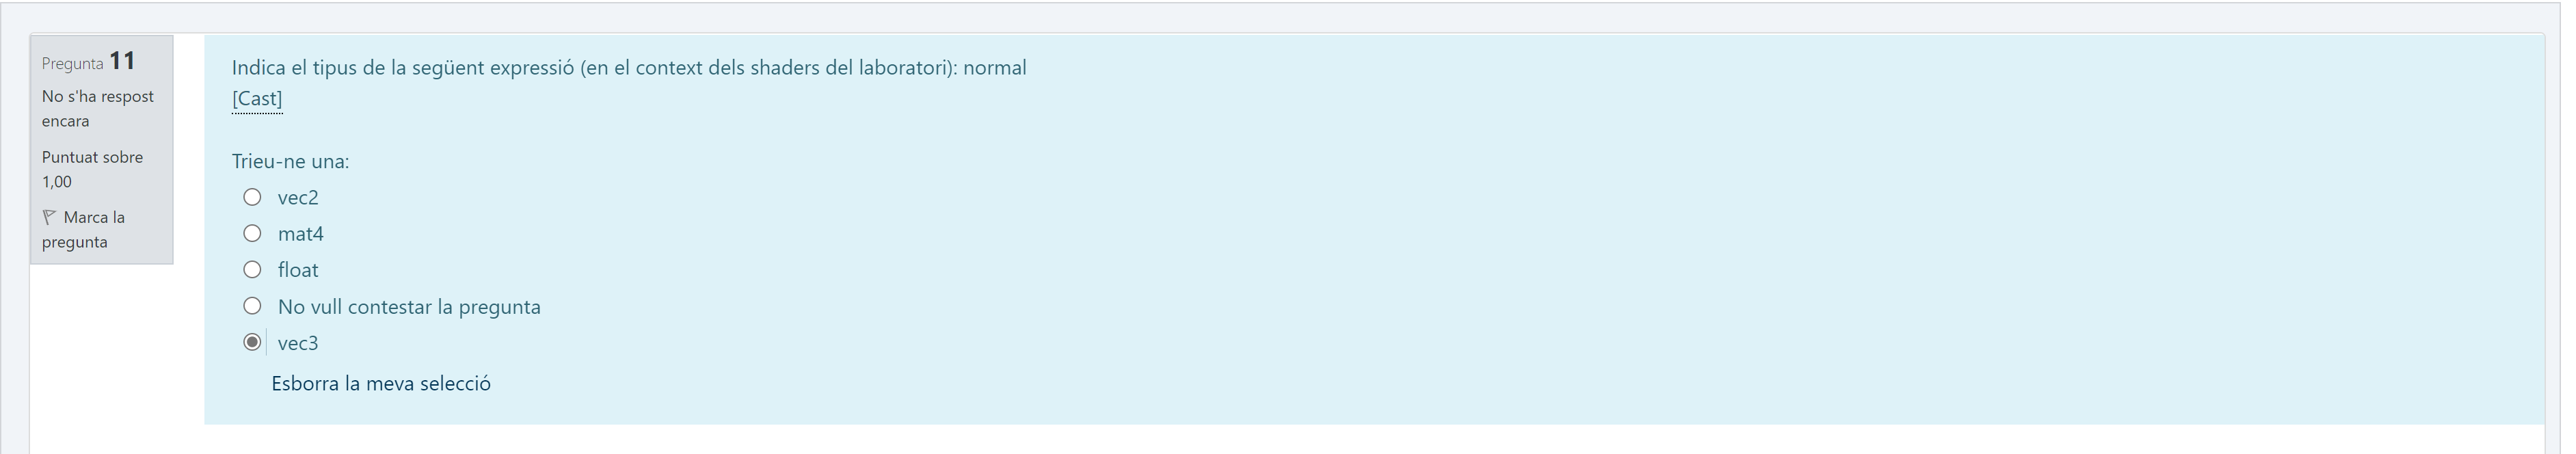 Pregunta 11
No s'ha respost
encara
Puntuat sobre
1,00
Marca la
pregunta
Indica el tipus de la següent expressió (en el context dels shaders del laboratori): normal
[Cast]
Trieu-ne una:
vec2
mat4
float
No vull contestar la pregunta
vec3
Esborra la meva selecció